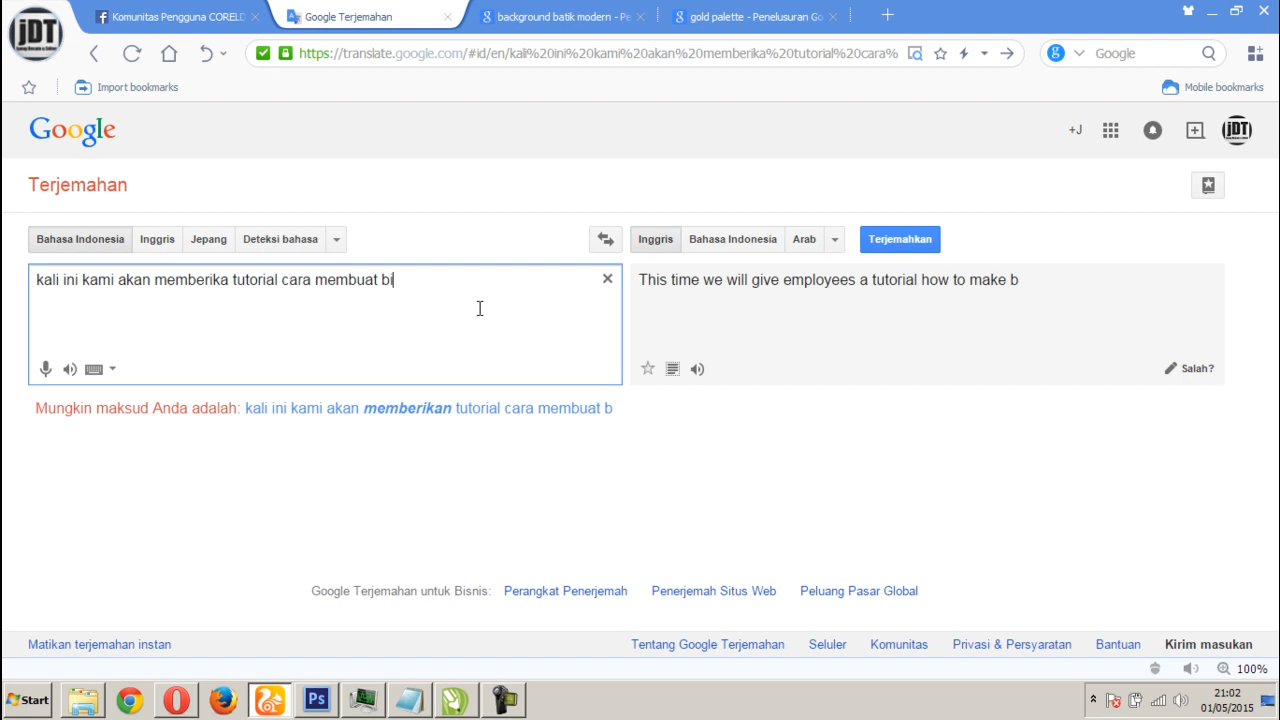 jDT
Komunitas Pengguna CORELD
Google Terjemahan
background batik modern - Pe
gold palette - Penelusuran Go
https://translate.google.com/#id/en/kali%20ini%20kami%20akan%20memberika%20tutorial%20cara%
Google
Import bookmarks
Mobile bookmarks
Google
+J
jDT
Terjemahan
Bahasa Indonesia Inggris Jepang Deteksi bahasa
Inggris Bahasa Indonesia Arab Terjemahkan
kali ini kami akan memberika tutorial cara membuat bi
This time we will give employees a tutorial how to make b
Salah?
Mungkin maksud Anda adalah: kali ini kami akan memberikan tutorial cara membuat b
Google Terjemahan untuk Bisnis: Perangkat Penerjemah Penerjemah Situs Web Peluang Pasar Global
Matikan terjemahan instan
Tentang Google Terjemahan Seluler Komunitas Privasi & Persyaratan Bantuan Kirim masukan
100%
Start
Ps
21:02
01/05/2015